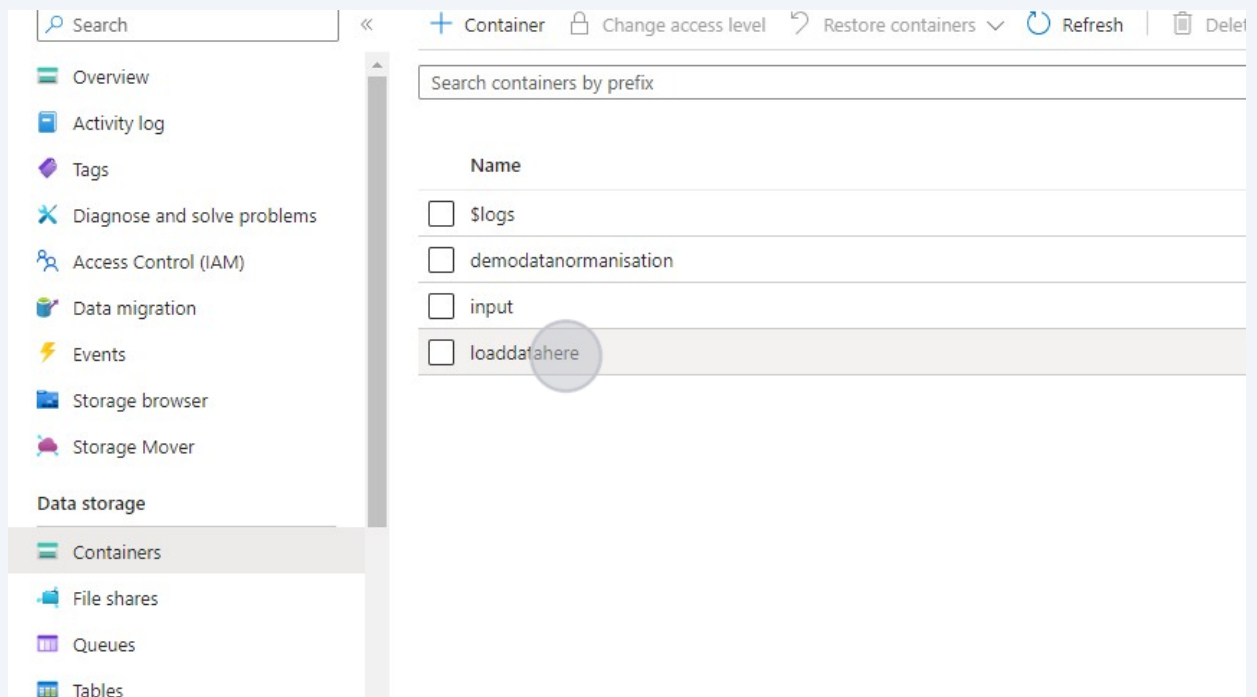 Search
«
Container
Change access level
Restore containers
Refresh
Overview
Activity log
Tags
Diagnose and solve problems
Access Control (IAM)
Data migration
Events
Storage browser
Storage Mover
Data storage
Containers
File shares
Queues
Tables
Search containers by prefix
Name
$logs
demodatanormanisation
input
loaddatahere